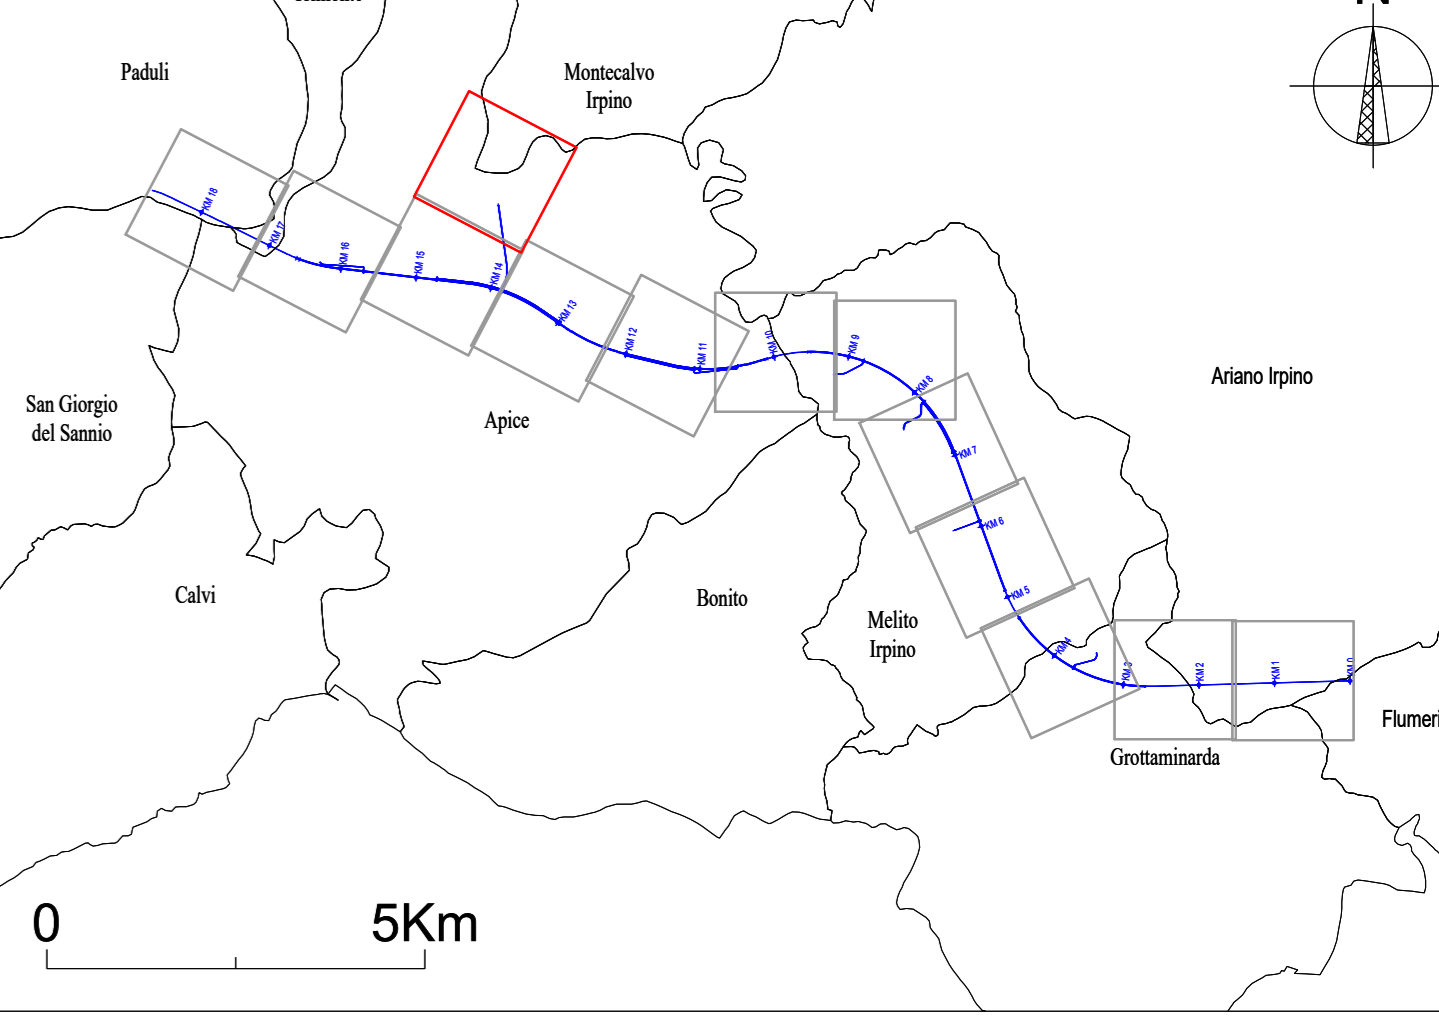 N
Paduli
Montecalvo
Irpino
KM 18
KM 17
KM 16
KM 15
KM 14
KM 13
KM 12
KM 11
KM 10
KM 9
KM 8
KM 7
KM 6
KM 5
KM 4
KM 3
KM 2
KM 1
KM 0
Ariano Irpino
San Giorgio
del Sannio
Apice
Calvi
Bonito
Melito
Irpino
Flumeri
Grottaminarda
0
5Km